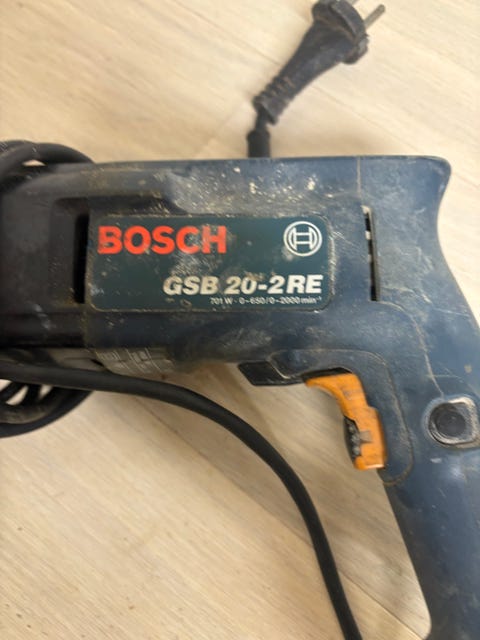 BOSCH
GSB 20-2RE
701 W · 0-650/0-2000 min⁻¹